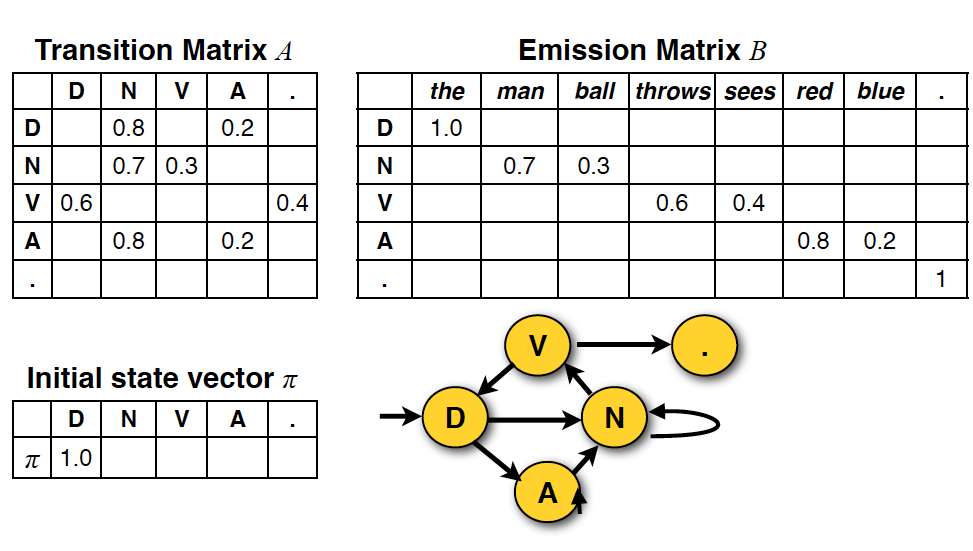 Transition Matrix A
D N V A .
D 0.8 0.2
N 0.7 0.3
V 0.6 0.4
A 0.8 0.2
.
Emission Matrix B
the man ball throws sees red blue .
D 1.0
N 0.7 0.3
V 0.6 0.4
A 0.8 0.2
. 1
Initial state vector π
D N V A .
π 1.0
V .
D N
A